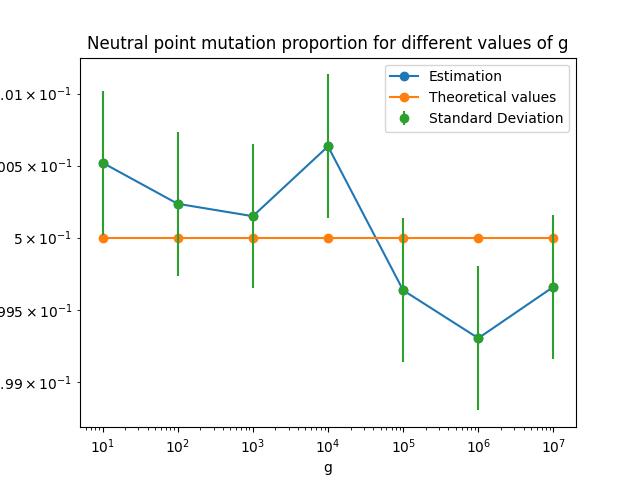 Neutral point mutation proportion for different values of g
Estimation
Theoretical values
Standard Deviation
.01 × 10⁻¹
005 × 10⁻¹
5 × 10⁻¹
995 × 10⁻¹
.99 × 10⁻¹
10¹ 10² 10³ 10⁴ 10⁵ 10⁶ 10⁷
g